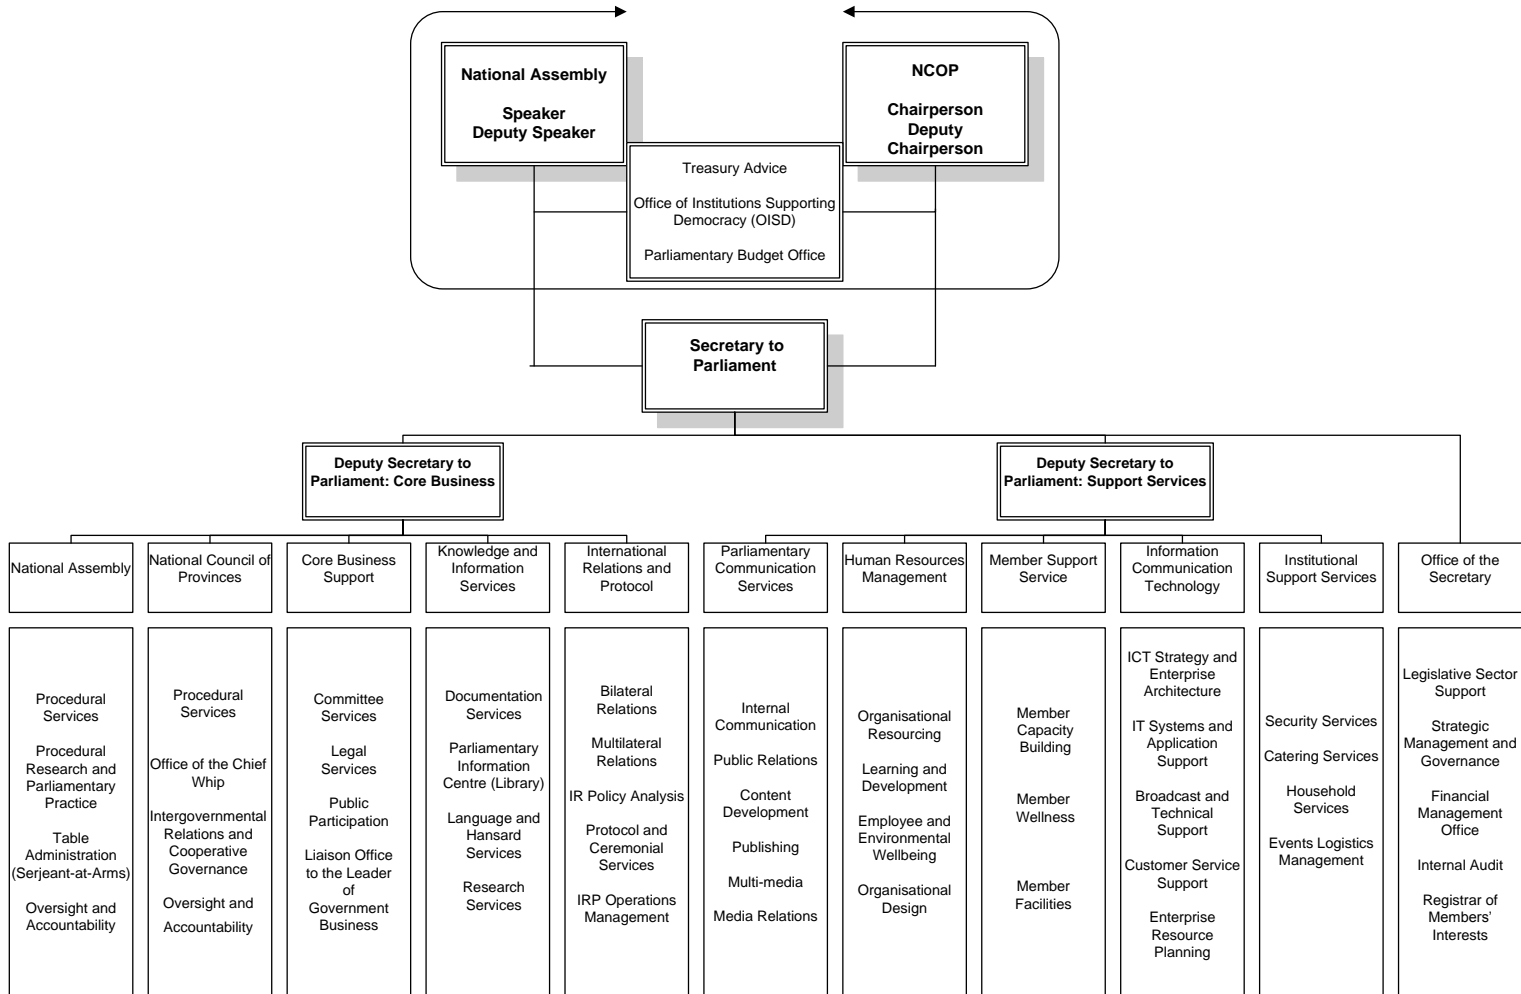 National Assembly
Speaker
Deputy Speaker
NCOP
Chairperson
Deputy
Chairperson
Treasury Advice
Office of Institutions Supporting
Democracy (OISD)
Parliamentary Budget Office
Secretary to
Parliament
Deputy Secretary to
Parliament: Core Business
Deputy Secretary to
Parliament: Support Services
National Assembly
National Council of
Provinces
Core Business
Support
Knowledge and
Information
Services
International
Relations and
Protocol
Parliamentary
Communication
Services
Human Resources
Management
Member Support
Service
Information
Communication
Technology
Institutional
Support Services
Office of the
Secretary
Procedural
Services
Procedural
Research and
Parliamentary
Practice
Table
Administration
(Serjeant-at-Arms)
Oversight and
Accountability
Procedural
Services
Office of the Chief
Whip
Intergovernmental
Relations and
Cooperative
Governance
Oversight and
Accountability
Committee
Services
Legal
Services
Public
Participation
Liaison Office
to the Leader
of
Government
Business
Documentation
Services
Parliamentary
Information
Centre (Library)
Language and
Hansard
Services
Research
Services
Bilateral
Relations
Multilateral
Relations
IR Policy Analysis
Protocol and
Ceremonial
Services
IRP Operations
Management
Internal
Communication
Public Relations
Content
Development
Publishing
Multi-media
Media Relations
Organisational
Resourcing
Learning and
Development
Employee and
Environmental
Wellbeing
Organisational
Design
Member
Capacity
Building
Member
Wellness
Member
Facilities
ICT Strategy and
Enterprise
Architecture
IT Systems and
Application
Support
Broadcast and
Technical
Support
Customer Service
Support
Enterprise
Resource
Planning
Security Services
Catering Services
Household
Services
Events Logistics
Management
Legislative Sector
Support
Strategic
Management and
Governance
Financial
Management
Office
Internal Audit
Registrar of
Members'
Interests